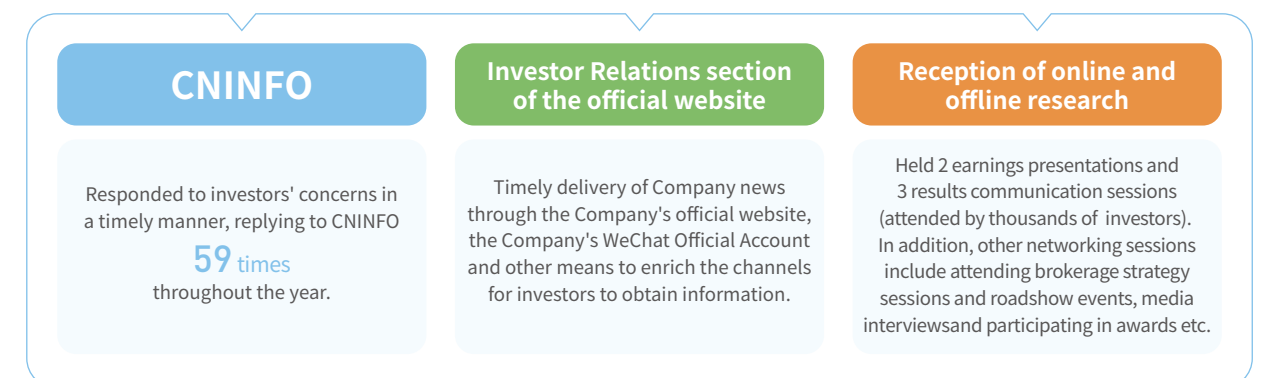 CNINFO
Responded to investors' concerns in
a timely manner, replying to CNINFO
59 times
throughout the year.
Investor Relations section
of the official website
Timely delivery of Company news
through the Company's official website,
the Company's WeChat Official Account
and other means to enrich the channels
for investors to obtain information.
Reception of online and
offline research
Held 2 earnings presentations and
3 results communication sessions
(attended by thousands of investors).
In addition, other networking sessions
include attending brokerage strategy
sessions and roadshow events, media
interviewsand participating in awards etc.